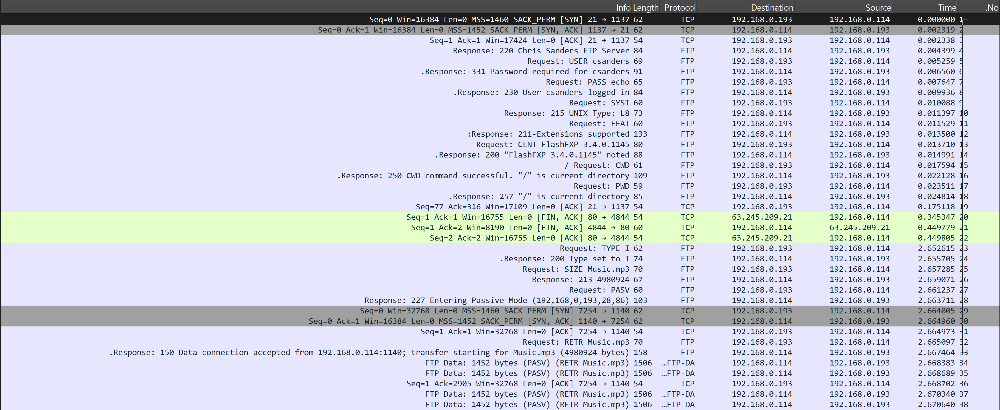 Info Length Protocol Destination Source Time .No
Seq=0 Win=16384 Len=0 MSS=1460 SACK_PERM [SYN] 21 → 1137 62 TCP 192.168.0.193 192.168.0.114 0.000000 1
Seq=0 Ack=1 Win=16384 Len=0 MSS=1452 SACK_PERM [SYN, ACK] 1137 → 21 62 TCP 192.168.0.114 192.168.0.193 0.002319 2
Seq=1 Ack=1 Win=17424 Len=0 [ACK] 21 → 1137 54 TCP 192.168.0.193 192.168.0.114 0.002338 3
Response: 220 Chris Sanders FTP Server 84 FTP 192.168.0.114 192.168.0.193 0.004399 4
Request: USER csanders 69 FTP 192.168.0.193 192.168.0.114 0.005259 5
.Response: 331 Password required for csanders 91 FTP 192.168.0.114 192.168.0.193 0.006560 6
Request: PASS echo 65 FTP 192.168.0.193 192.168.0.114 0.007647 7
.Response: 230 User csanders logged in 84 FTP 192.168.0.114 192.168.0.193 0.009936 8
Request: SYST 60 FTP 192.168.0.193 192.168.0.114 0.010088 9
Response: 215 UNIX Type: L8 73 FTP 192.168.0.114 192.168.0.193 0.011397 10
Request: FEAT 60 FTP 192.168.0.193 192.168.0.114 0.011529 11
:Response: 211-Extensions supported 133 FTP 192.168.0.114 192.168.0.193 0.013500 12
Request: CLNT FlashFXP 3.4.0.1145 80 FTP 192.168.0.193 192.168.0.114 0.013710 13
.Response: 200 "FlashFXP 3.4.0.1145" noted 88 FTP 192.168.0.114 192.168.0.193 0.014991 14
/ Request: CWD 61 FTP 192.168.0.193 192.168.0.114 0.017594 15
.Response: 250 CWD command successful. "/" is current directory 109 FTP 192.168.0.114 192.168.0.193 0.022128 16
Request: PWD 59 FTP 192.168.0.193 192.168.0.114 0.023511 17
.Response: 257 "/" is current directory 85 FTP 192.168.0.114 192.168.0.193 0.024814 18
Seq=77 Ack=316 Win=17109 Len=0 [ACK] 21 → 1137 54 TCP 192.168.0.193 192.168.0.114 0.175118 19
Seq=1 Ack=1 Win=16755 Len=0 [FIN, ACK] 80 → 4844 54 TCP 63.245.209.21 192.168.0.114 0.345347 20
Seq=1 Ack=2 Win=8190 Len=0 [FIN, ACK] 4844 → 80 60 TCP 192.168.0.114 63.245.209.21 0.449779 21
Seq=2 Ack=2 Win=16755 Len=0 [ACK] 80 → 4844 54 TCP 63.245.209.21 192.168.0.114 0.449805 22
Request: TYPE I 62 FTP 192.168.0.193 192.168.0.114 2.652615 23
.Response: 200 Type set to I 74 FTP 192.168.0.114 192.168.0.193 2.655705 24
Request: SIZE Music.mp3 70 FTP 192.168.0.193 192.168.0.114 2.657285 25
Response: 213 4980924 67 FTP 192.168.0.114 192.168.0.193 2.659071 26
Request: PASV 60 FTP 192.168.0.193 192.168.0.114 2.661237 27
Response: 227 Entering Passive Mode (192,168,0,193,28,86) 103 FTP 192.168.0.114 192.168.0.193 2.663711 28
Seq=0 Win=32768 Len=0 MSS=1460 SACK_PERM [SYN] 7254 → 1140 62 TCP 192.168.0.193 192.168.0.114 2.664005 29
Seq=0 Ack=1 Win=16384 Len=0 MSS=1452 SACK_PERM [SYN, ACK] 1140 → 7254 62 TCP 192.168.0.114 192.168.0.193 2.664960 30
Seq=1 Ack=1 Win=32768 Len=0 [ACK] 7254 → 1140 54 TCP 192.168.0.193 192.168.0.114 2.664973 31
Request: RETR Music.mp3 70 FTP 192.168.0.193 192.168.0.114 2.665097 32
.Response: 150 Data connection accepted from 192.168.0.114:1140; transfer starting for Music.mp3 (4980924 bytes) 158 FTP 192.168.0.114 192.168.0.193 2.667464 33
FTP Data: 1452 bytes (PASV) (RETR Music.mp3) 1506 …FTP-DA 192.168.0.114 192.168.0.193 2.668383 34
FTP Data: 1452 bytes (PASV) (RETR Music.mp3) 1506 …FTP-DA 192.168.0.114 192.168.0.193 2.668689 35
Seq=1 Ack=2905 Win=32768 Len=0 [ACK] 7254 → 1140 54 TCP 192.168.0.193 192.168.0.114 2.668702 36
FTP Data: 1452 bytes (PASV) (RETR Music.mp3) 1506 …FTP-DA 192.168.0.114 192.168.0.193 2.670340 37
FTP Data: 1452 bytes (PASV) (RETR Music.mp3) 1506 …FTP-DA 192.168.0.114 192.168.0.193 2.670640 38